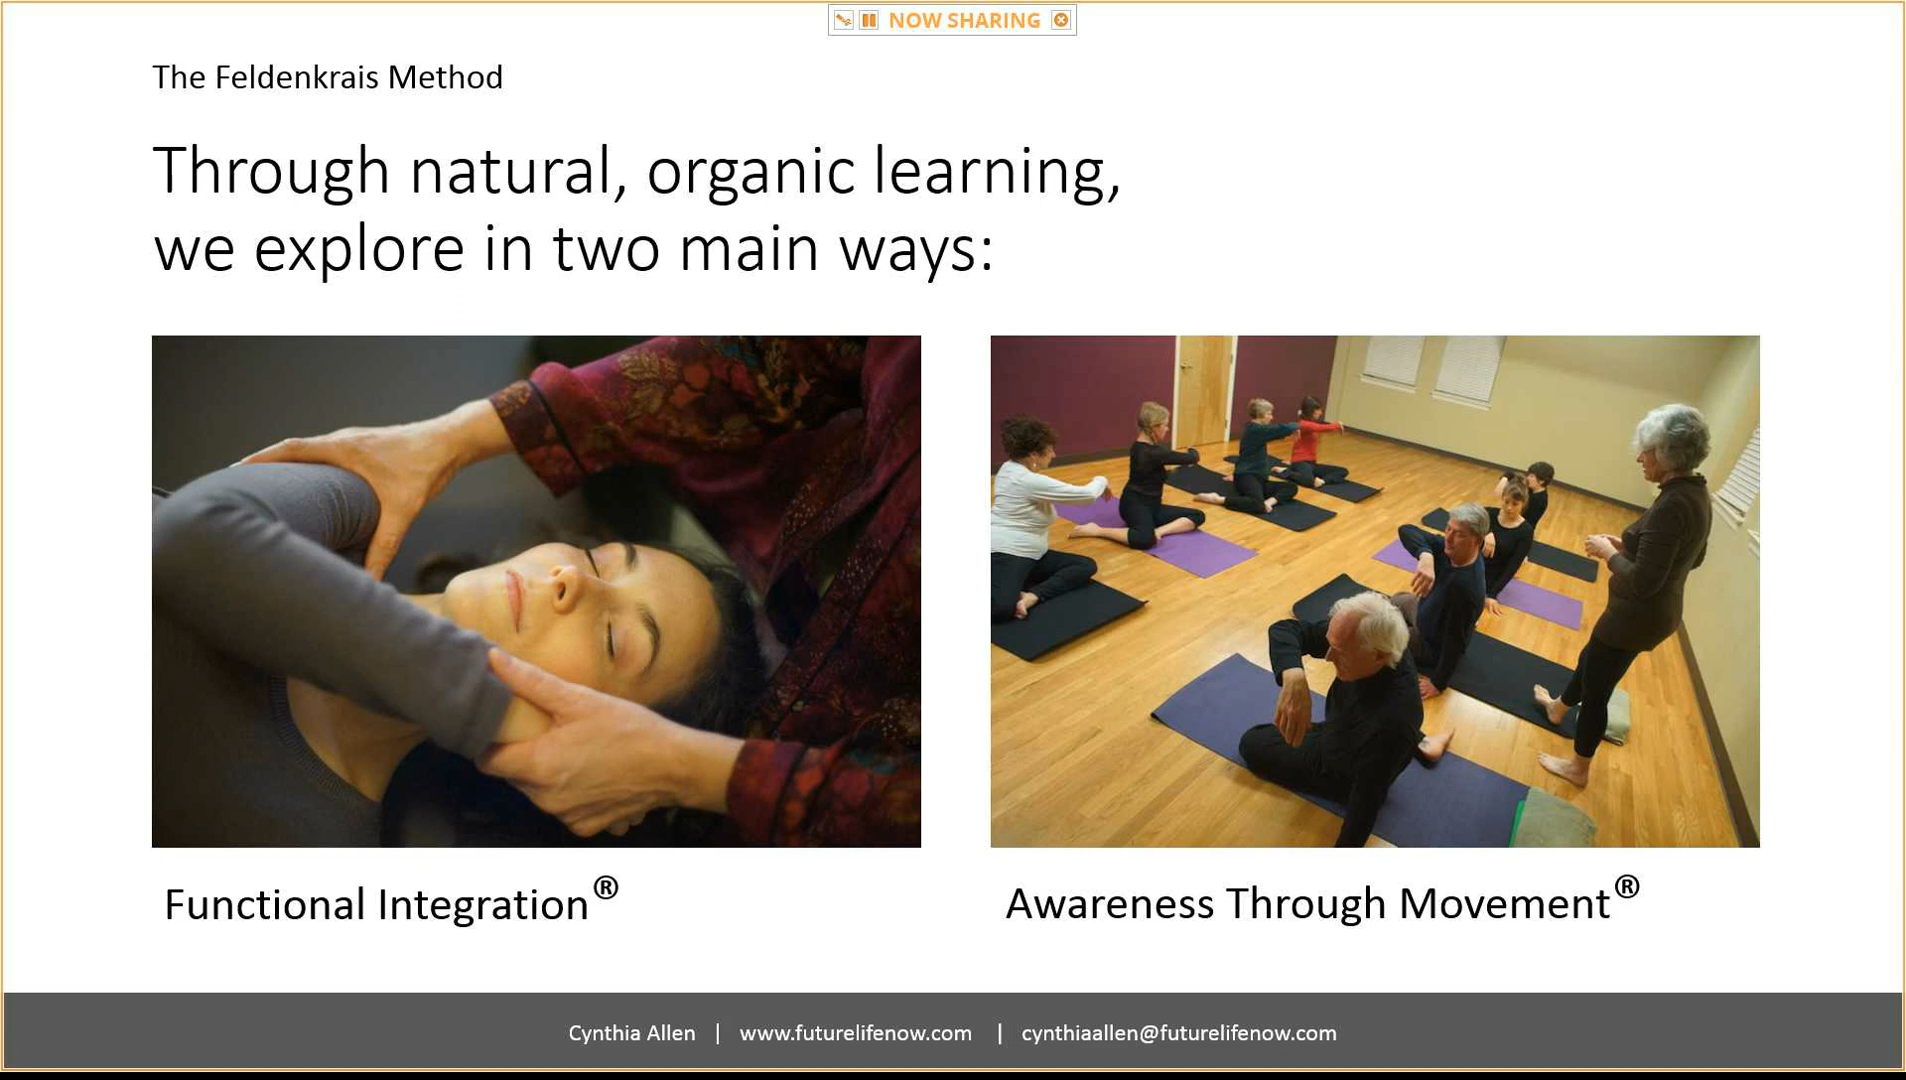 NOW SHARING
The Feldenkrais Method
Through natural, organic learning,
we explore in two main ways:
Functional Integration®
Awareness Through Movement®
Cynthia Allen | www.futurelifenow.com | cynthiaallen@futurelifenow.com